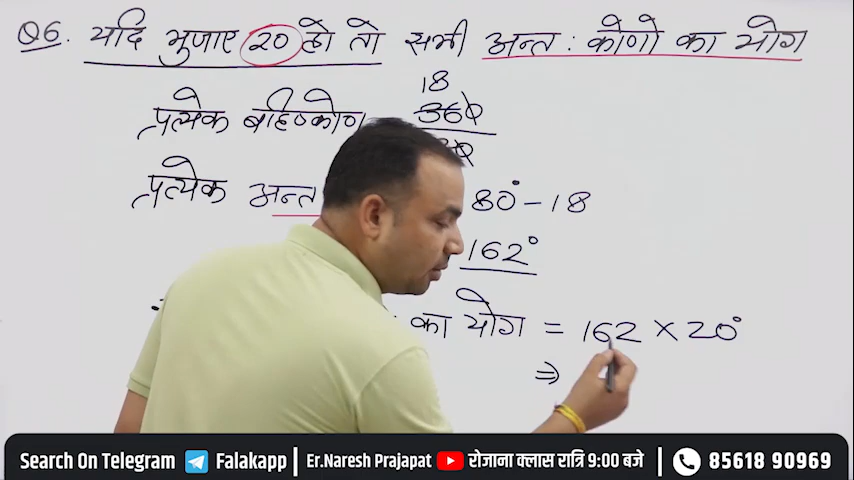 Q6. यदि भुजाए 20 हो तो सभी अन्त: कोणो का योग
18
प्रत्येक बहिष्कोण 360
प्रत्येक अन्त 80° - 18
162°
का योग = 162 × 20°
⇒
Search On Telegram Falakapp | Er.Naresh Prajapat रोजाना क्लास रात्रि 9:00 बजे | 85618 90969